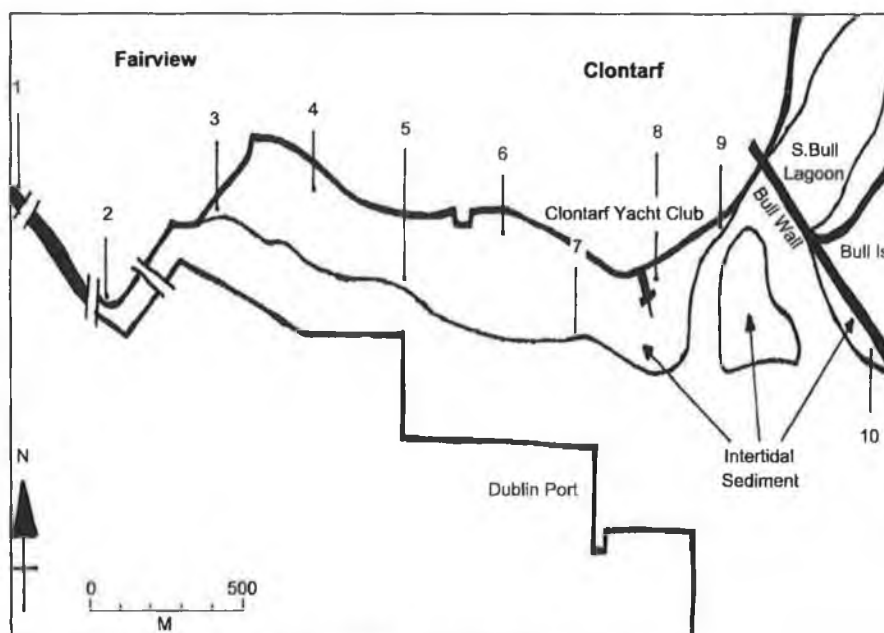 Fairview
Clontarf
1
2
3
4
5
6
7
8
9
S.Bull
Lagoon
Clontarf Yacht Club
Bull Wall
Bull Is
10
Intertidal
Sediment
Dublin Port
N
0 500
M